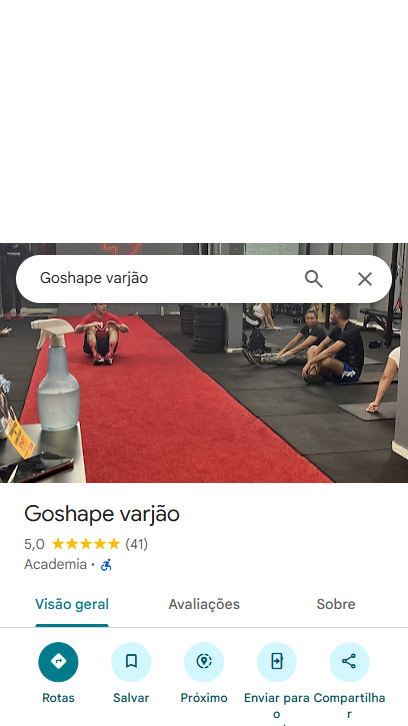 Goshape varjão
Goshape varjão
5,0 (41)
Academia ·
Visão geral Avaliações Sobre
Rotas Salvar Próximo Enviar para o Compartilhar